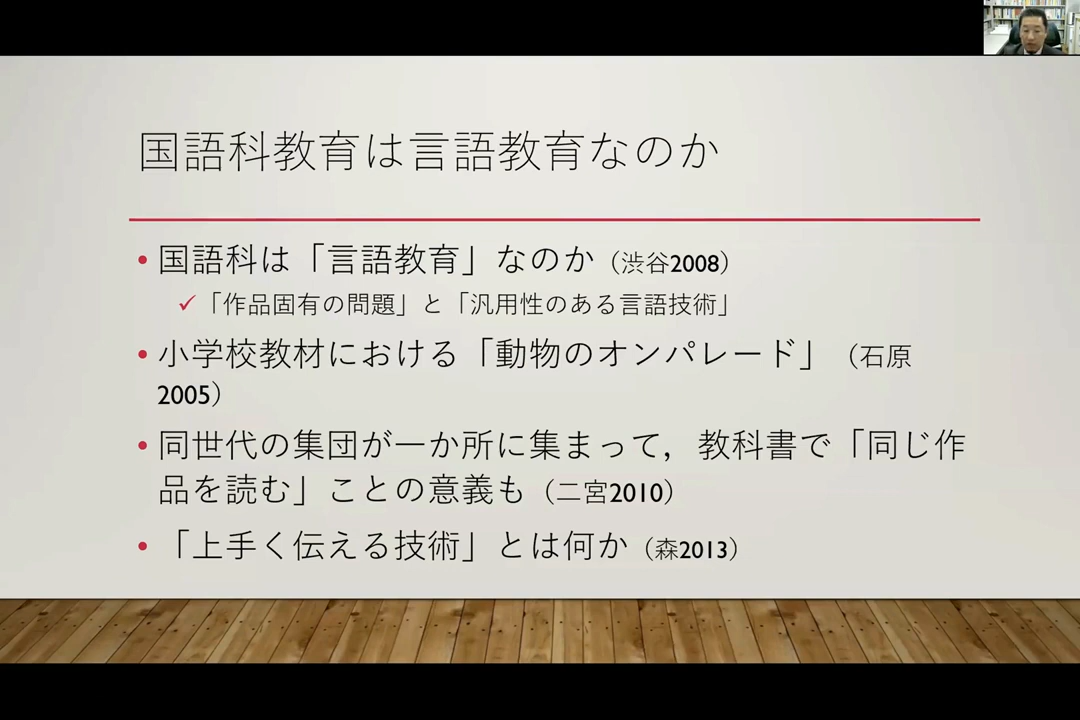 国語科教育は言語教育なのか
• 国語科は「言語教育」なのか（渋谷2008）
✓「作品固有の問題」と「汎用性のある言語技術」
• 小学校教材における「動物のオンパレード」（石原
2005）
• 同世代の集団が一か所に集まって，教科書で「同じ作
品を読む」ことの意義も（二宮2010）
• 「上手く伝える技術」とは何か（森2013）